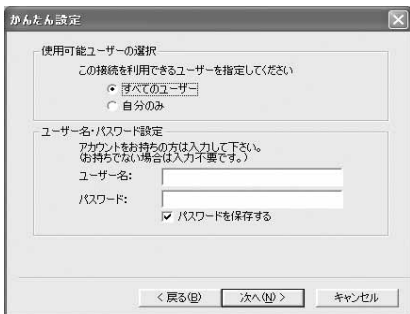 かんたん設定
使用可能ユーザーの選択
この接続を利用できるユーザーを指定してください
すべてのユーザー
自分のみ
ユーザー名・パスワード設定
アカウントをお持ちの方は入力して下さい。
(お持ちでない場合は入力不要です。)
ユーザー名:
パスワード:
パスワードを保存する
< 戻る(B) 次へ(N) > キャンセル